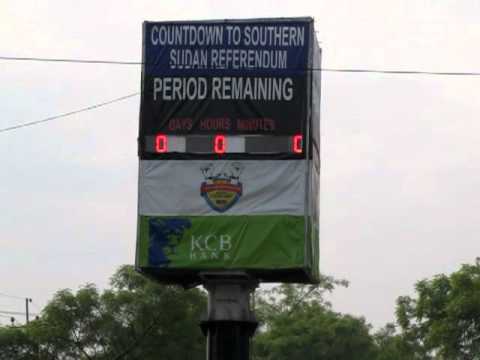 COUNTDOWN TO SOUTHERN
SUDAN REFERENDUM
PERIOD REMAINING
DAYS HOURS MINUTES
0 0 0
KCB
BANK